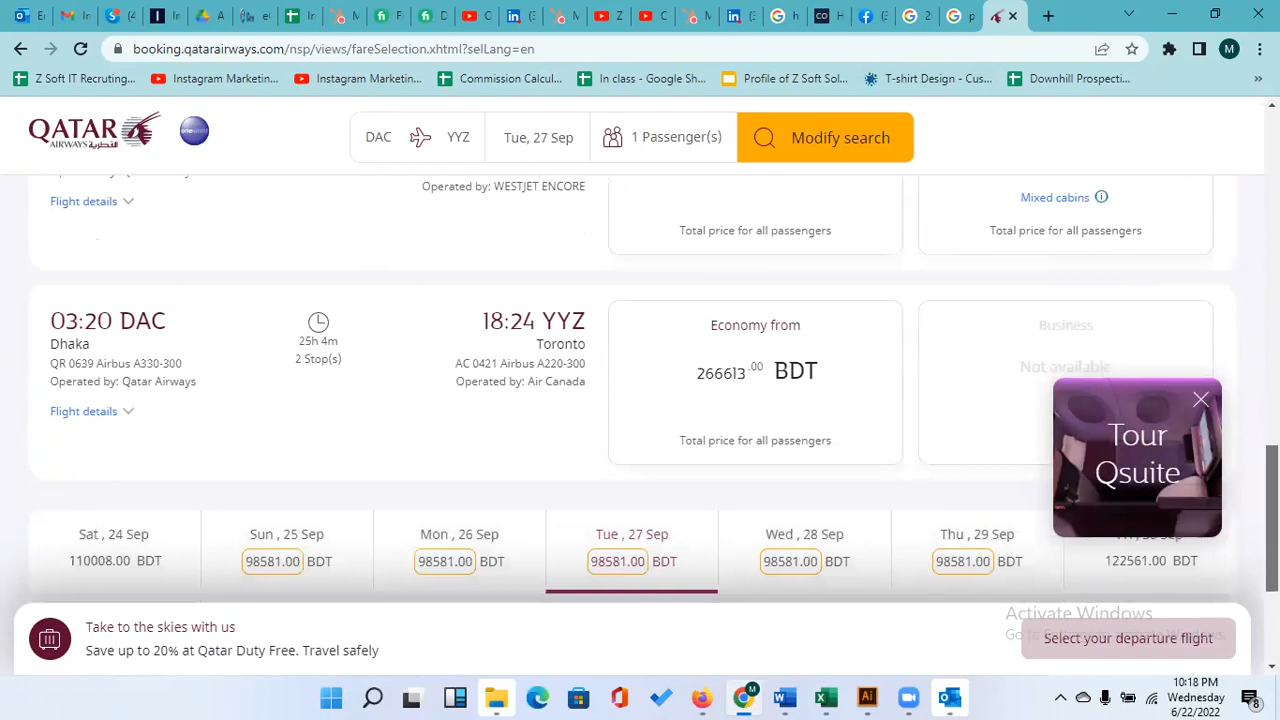 booking.qatarairways.com/nsp/views/fareSelection.xhtml?selLang=en
Z Soft IT Recruting...
Instagram Marketin...
Instagram Marketin...
Commission Calcul...
In class - Google Sh...
Profile of Z Soft Sol...
T-shirt Design - Cus...
Downhill Prospecti...
QATAR
AIRWAYS القطرية
oneworld
DAC
YYZ
Tue, 27 Sep
1 Passenger(s)
Modify search
Operated by: WESTJET ENCORE
Flight details
Mixed cabins
Total price for all passengers
Total price for all passengers
03:20 DAC
Dhaka
QR 0639 Airbus A330-300
Operated by: Qatar Airways
Flight details
25h 4m
2 Stop(s)
18:24 YYZ
Toronto
AC 0421 Airbus A220-300
Operated by: Air Canada
Economy from
266613.00 BDT
Total price for all passengers
Business
Not available
Tour
Qsuite
Sat , 24 Sep
110008.00 BDT
Sun , 25 Sep
98581.00 BDT
Mon , 26 Sep
98581.00 BDT
Tue , 27 Sep
98581.00 BDT
Wed , 28 Sep
98581.00 BDT
Thu , 29 Sep
98581.00 BDT
122561.00 BDT
Take to the skies with us
Save up to 20% at Qatar Duty Free. Travel safely
Activate Windows
Select your departure flight
10:18 PM
Wednesday
6/22/2022